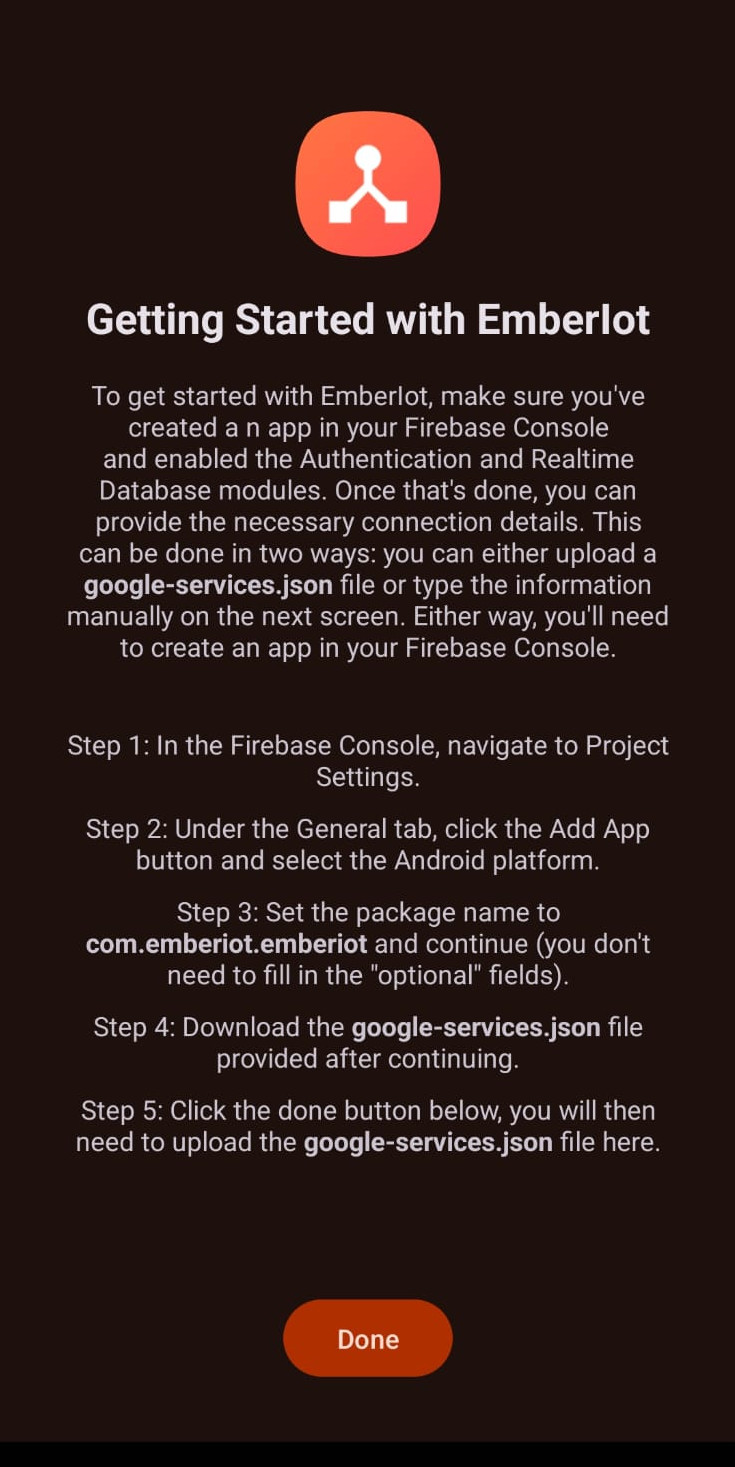 Getting Started with EmberIot
To get started with EmberIot, make sure you've
created a n app in your Firebase Console
and enabled the Authentication and Realtime
Database modules. Once that's done, you can
provide the necessary connection details. This
can be done in two ways: you can either upload a
google-services.json file or type the information
manually on the next screen. Either way, you'll need
to create an app in your Firebase Console.
Step 1: In the Firebase Console, navigate to Project
Settings.
Step 2: Under the General tab, click the Add App
button and select the Android platform.
Step 3: Set the package name to
com.emberiot.emberiot and continue (you don't
need to fill in the "optional" fields).
Step 4: Download the google-services.json file
provided after continuing.
Step 5: Click the done button below, you will then
need to upload the google-services.json file here.
Done